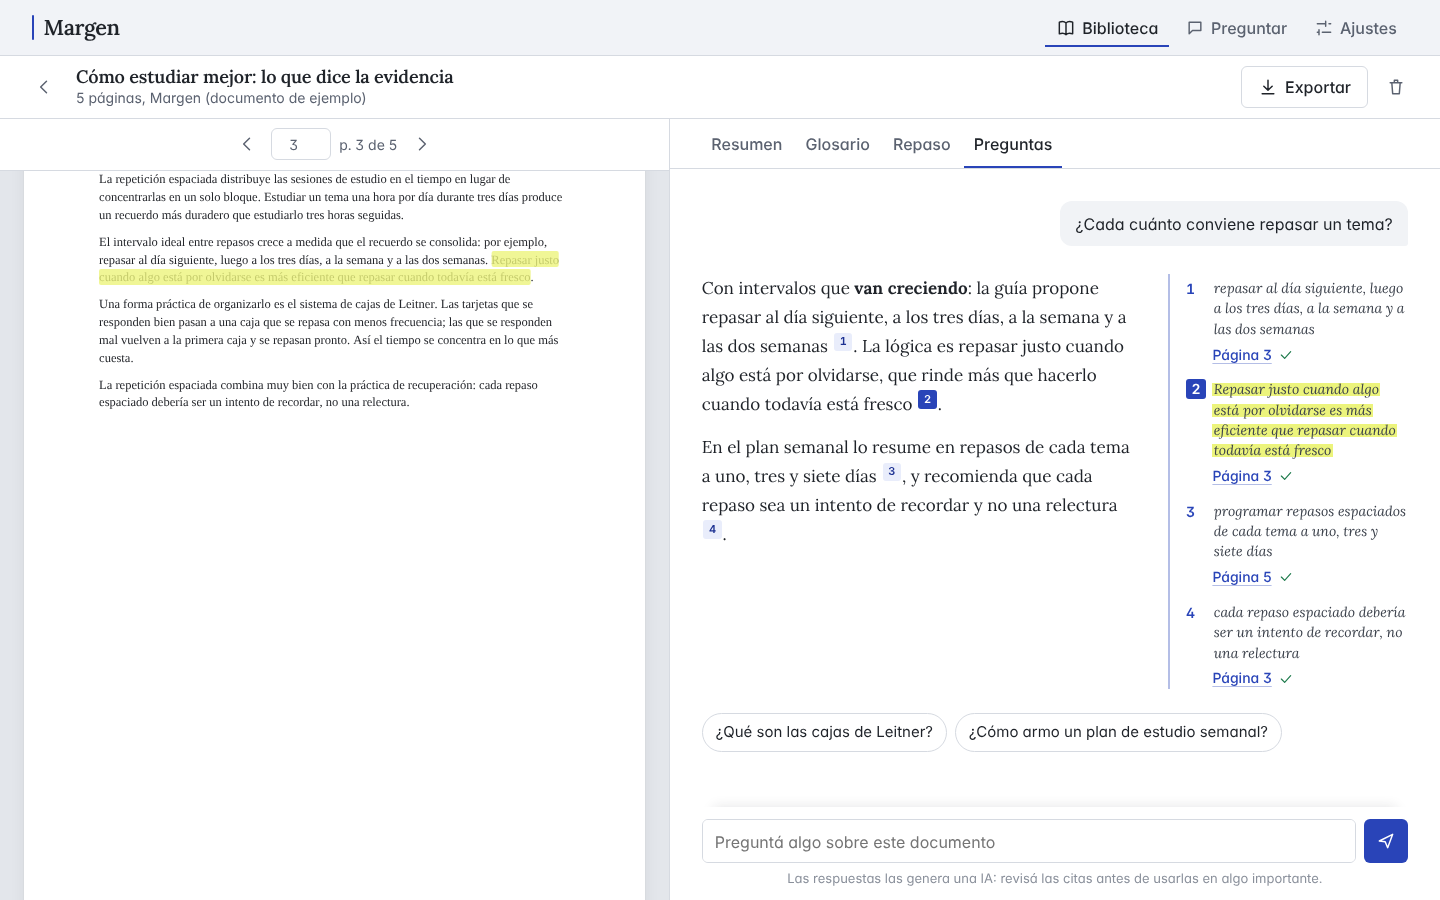 Margen
Biblioteca
Preguntar
Ajustes
Cómo estudiar mejor: lo que dice la evidencia
5 páginas, Margen (documento de ejemplo)
Exportar
3
p. 3 de 5
La repetición espaciada distribuye las sesiones de estudio en el tiempo en lugar de
concentrarlas en un solo bloque. Estudiar un tema una hora por día durante tres días produce
un recuerdo más duradero que estudiarlo tres horas seguidas.
El intervalo ideal entre repasos crece a medida que el recuerdo se consolida: por ejemplo,
repasar al día siguiente, luego a los tres días, a la semana y a las dos semanas. Repasar justo
cuando algo está por olvidarse es más eficiente que repasar cuando todavía está fresco.
Una forma práctica de organizarlo es el sistema de cajas de Leitner. Las tarjetas que se
responden bien pasan a una caja que se repasa con menos frecuencia; las que se responden
mal vuelven a la primera caja y se repasan pronto. Así el tiempo se concentra en lo que más
cuesta.
La repetición espaciada combina muy bien con la práctica de recuperación: cada repaso
espaciado debería ser un intento de recordar, no una relectura.
Resumen
Glosario
Repaso
Preguntas
¿Cada cuánto conviene repasar un tema?
Con intervalos que van creciendo: la guía propone
repasar al día siguiente, a los tres días, a la semana y a
las dos semanas 1. La lógica es repasar justo cuando
algo está por olvidarse, que rinde más que hacerlo
cuando todavía está fresco 2.
En el plan semanal lo resume en repasos de cada tema
a uno, tres y siete días 3, y recomienda que cada
repaso sea un intento de recordar y no una relectura
4.
1 repasar al día siguiente, luego
a los tres días, a la semana y a
las dos semanas
Página 3
2 Repasar justo cuando algo
está por olvidarse es más
eficiente que repasar cuando
todavía está fresco
Página 3
3 programar repasos espaciados
de cada tema a uno, tres y
siete días
Página 5
4 cada repaso espaciado debería
ser un intento de recordar, no
una relectura
Página 3
¿Qué son las cajas de Leitner?
¿Cómo armo un plan de estudio semanal?
Preguntá algo sobre este documento
Las respuestas las genera una IA: revisá las citas antes de usarlas en algo importante.